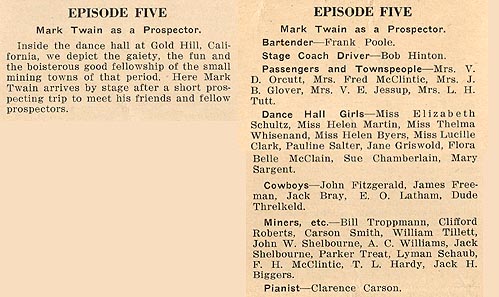 EPISODE FIVE
Mark Twain as a Prospector.
Inside the dance hall at Gold Hill, Cali-
fornia, we depict the gaiety, the fun and
the boisterous good fellowship of the small
mining towns of that period. Here Mark
Twain arrives by stage after a short pros-
pecting trip to meet his friends and fellow
prospectors.
EPISODE FIVE
Mark Twain as a Prospector.
Bartender—Frank Poole.
Stage Coach Driver—Bob Hinton.
Passengers and Townspeople—Mrs. V.
D. Orcutt, Mrs. Fred McClintic, Mrs. J.
B. Glover, Mrs. V. E. Jessup, Mrs. L. H.
Tutt.
Dance Hall Girls—Miss Elizabeth
Schultz, Miss Helen Martin, Miss Thelma
Whisenand, Miss Helen Byers, Miss Lucille
Clark, Pauline Salter, Jane Griswold, Flora
Belle McClain, Sue Chamberlain, Mary
Sargent.
Cowboys—John Fitzgerald, James Free-
man, Jack Bray, E. O. Latham, Dude
Threlkeld.
Miners, etc.—Bill Troppmann, Clifford
Roberts, Carson Smith, William Tillett,
John W. Shelbourne, A. C. Williams, Jack
Shelbourne, Parker Treat, Lyman Schaub,
F. H. McClintic, T. L. Hardy, Jack H.
Biggers.
Pianist—Clarence Carson.